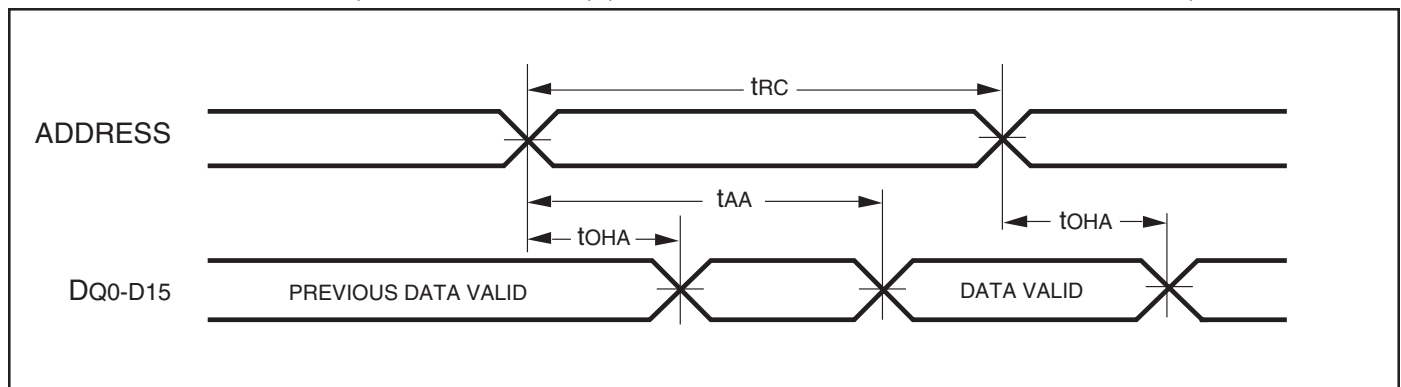 tRC
ADDRESS
tAA
tOHA
tOHA
DQ0-D15
PREVIOUS DATA VALID
DATA VALID